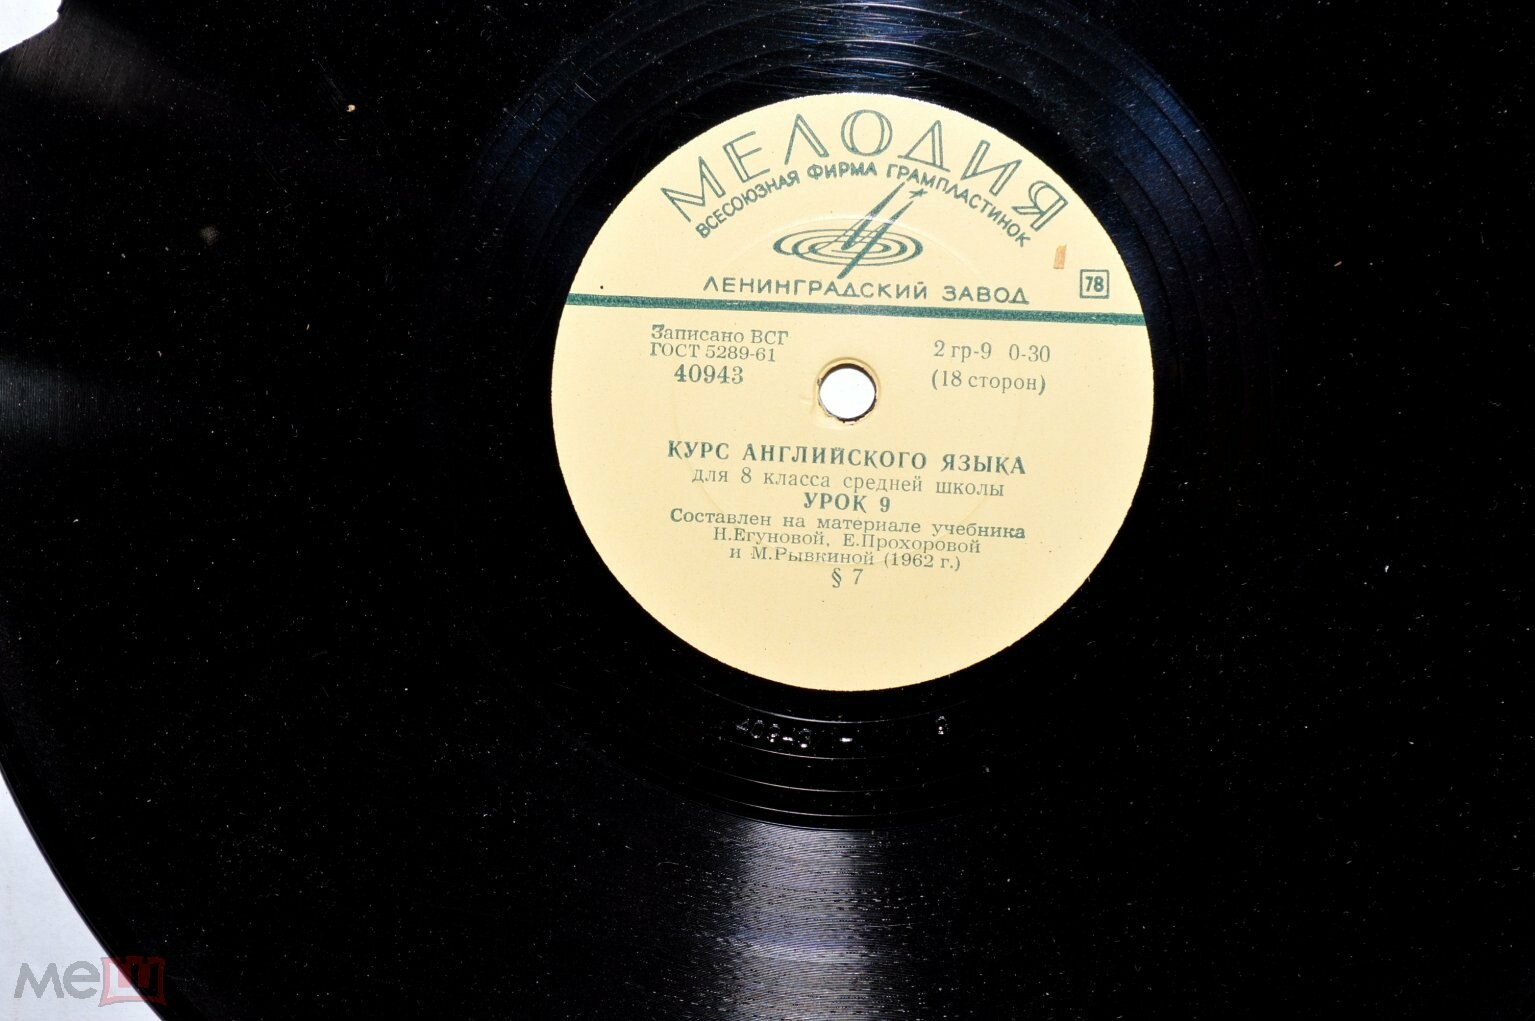 МЕЛОДИЯ
ВСЕСОЮЗНАЯ ФИРМА ГРАМПЛАСТИНОК
ЛЕНИНГРАДСКИЙ ЗАВОД
78
Записано ВСГ
ГОСТ 5289-61
40943
2 гр-9 0-30
(18 сторон)
КУРС АНГЛИЙСКОГО ЯЗЫКА
для 8 класса средней школы
УРОК 9
Составлен на материале учебника
Н.Егуновой, Е.Прохоровой
и М.Рывкиной (1962 г.)
§ 7
меш